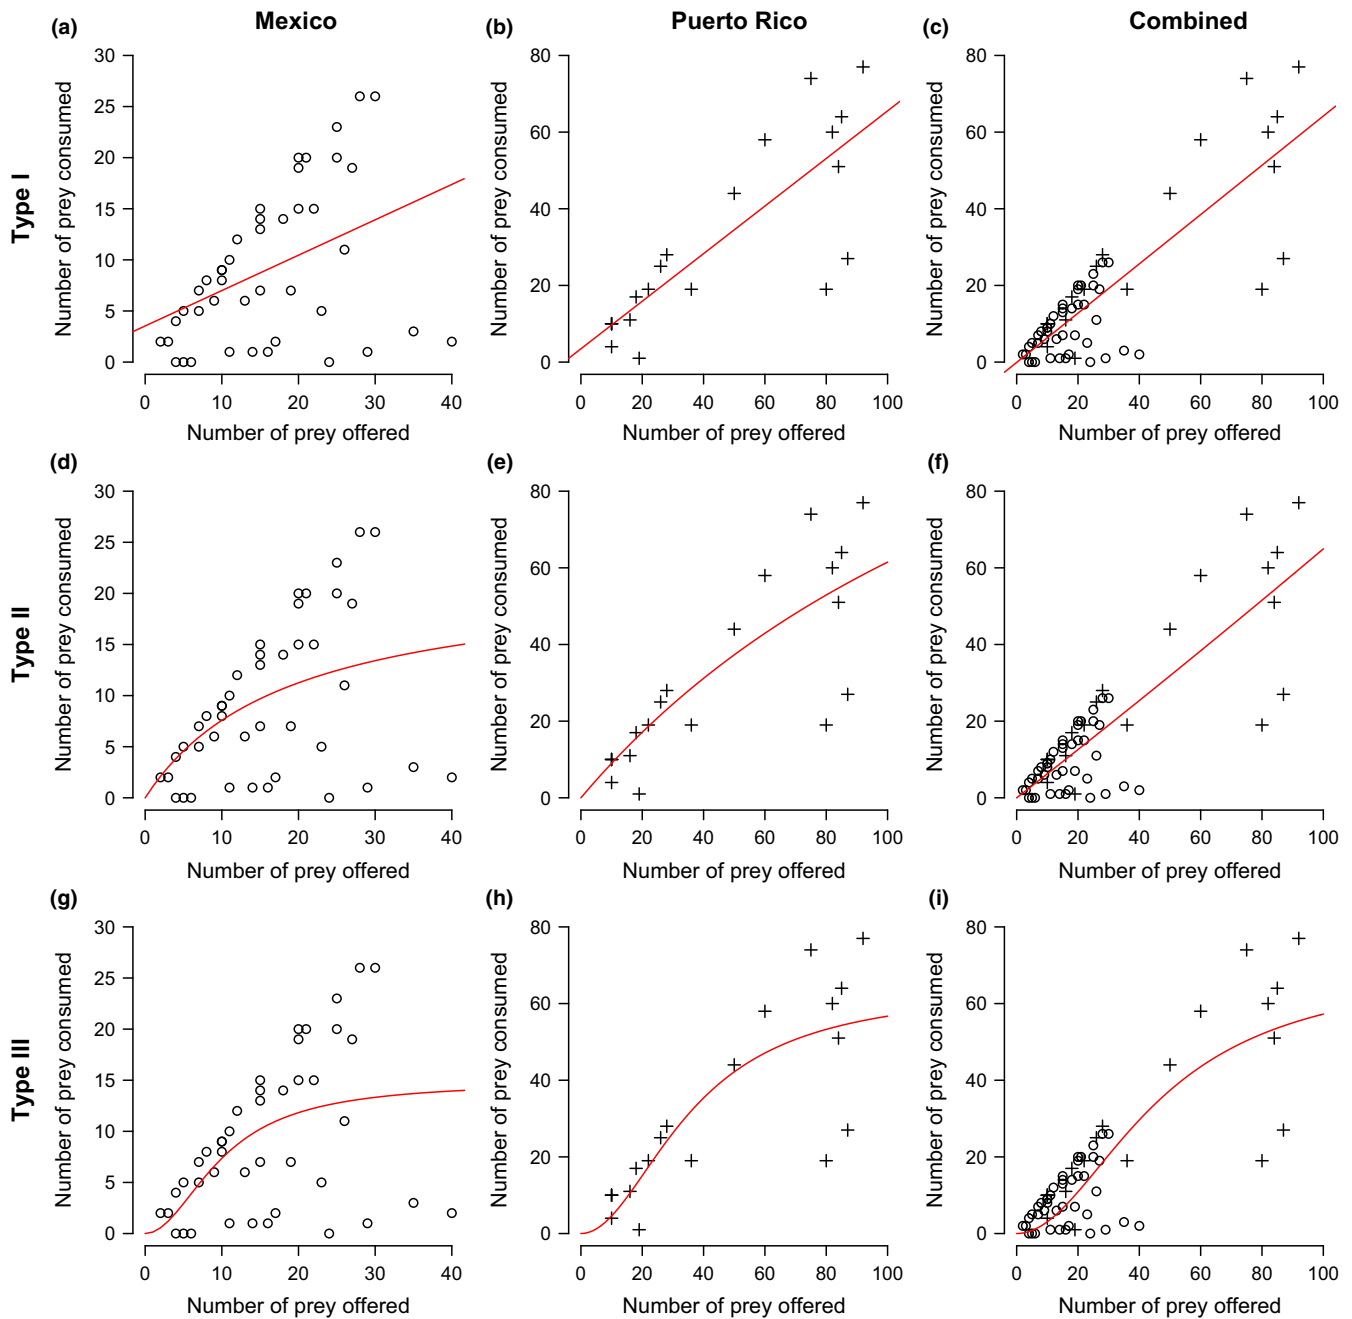 Mexico
Puerto Rico
Combined
Type I
(a)
Number of prey consumed
30
25
20
15
10
5
0
0 10 20 30 40
Number of prey offered
(b)
Number of prey consumed
80
60
40
20
0
0 20 40 60 80 100
Number of prey offered
(c)
Number of prey consumed
80
60
40
20
0
0 20 40 60 80 100
Number of prey offered
Type II
(d)
Number of prey consumed
30
25
20
15
10
5
0
0 10 20 30 40
Number of prey offered
(e)
Number of prey consumed
80
60
40
20
0
0 20 40 60 80 100
Number of prey offered
(f)
Number of prey consumed
80
60
40
20
0
0 20 40 60 80 100
Number of prey offered
Type III
(g)
Number of prey consumed
30
25
20
15
10
5
0
0 10 20 30 40
Number of prey offered
(h)
Number of prey consumed
80
60
40
20
0
0 20 40 60 80 100
Number of prey offered
(i)
Number of prey consumed
80
60
40
20
0
0 20 40 60 80 100
Number of prey offered